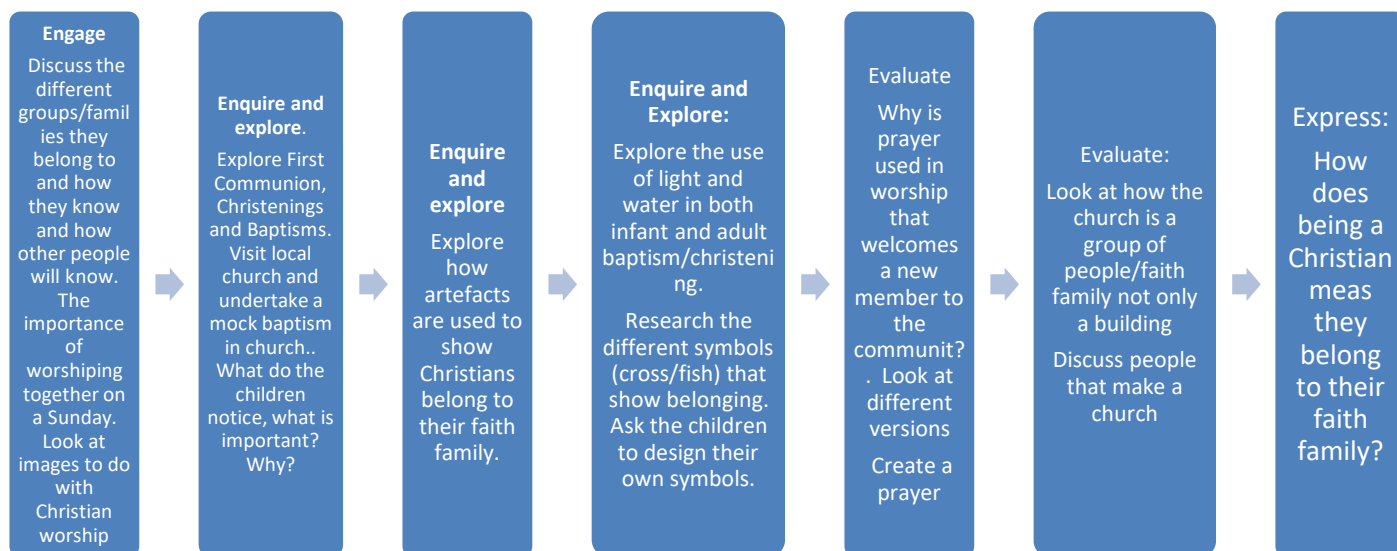 Engage
Discuss the
different
groups/famil
ies they
belong to
and how
they know
and how
other people
will know.
The
importance
of
worshiping
together on
a Sunday.
Look at
images to do
with
Christian
worship
Enquire and
explore.
Explore First
Communion,
Christenings
and Baptisms.
Visit local
church and
undertake a
mock baptism
in church..
What do the
children
notice, what is
important?
Why?
Enquire
and
explore
Explore
how
artefacts
are used to
show
Christians
belong to
their faith
family.
Enquire and
Explore:
Explore the use
of light and
water in both
infant and adult
baptism/christeni
ng.
Research the
different symbols
(cross/fish) that
show belonging.
Ask the children
to design their
own symbols.
Evaluate
Why is
prayer
used in
worship
that
welcomes
a new
member to
the
communit?
. Look at
different
versions
Create a
prayer
Evaluate:
Look at how the
church is a
group of
people/faith
family not only
a building
Discuss people
that make a
church
Express:
How
does
being a
Christian
meas
they
belong
to their
faith
family?